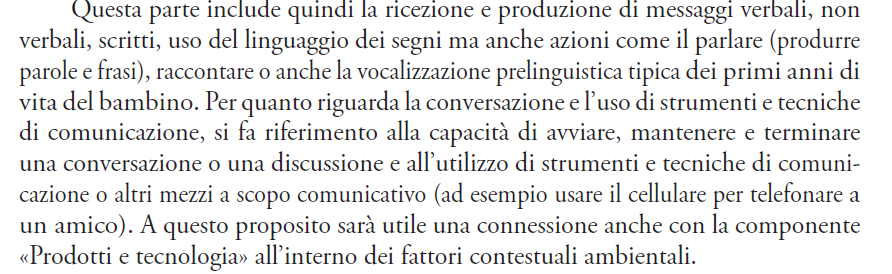 Questa parte include quindi la ricezione e produzione di messaggi verbali, non
verbali, scritti, uso del linguaggio dei segni ma anche azioni come il parlare (produrre
parole e frasi), raccontare o anche la vocalizzazione prelinguistica tipica dei primi anni di
vita del bambino. Per quanto riguarda la conversazione e l’uso di strumenti e tecniche
di comunicazione, si fa riferimento alla capacità di avviare, mantenere e terminare
una conversazione o una discussione e all’utilizzo di strumenti e tecniche di comuni-
cazione o altri mezzi a scopo comunicativo (ad esempio usare il cellulare per telefonare a
un amico). A questo proposito sarà utile una connessione anche con la componente
«Prodotti e tecnologia» all’interno dei fattori contestuali ambientali.